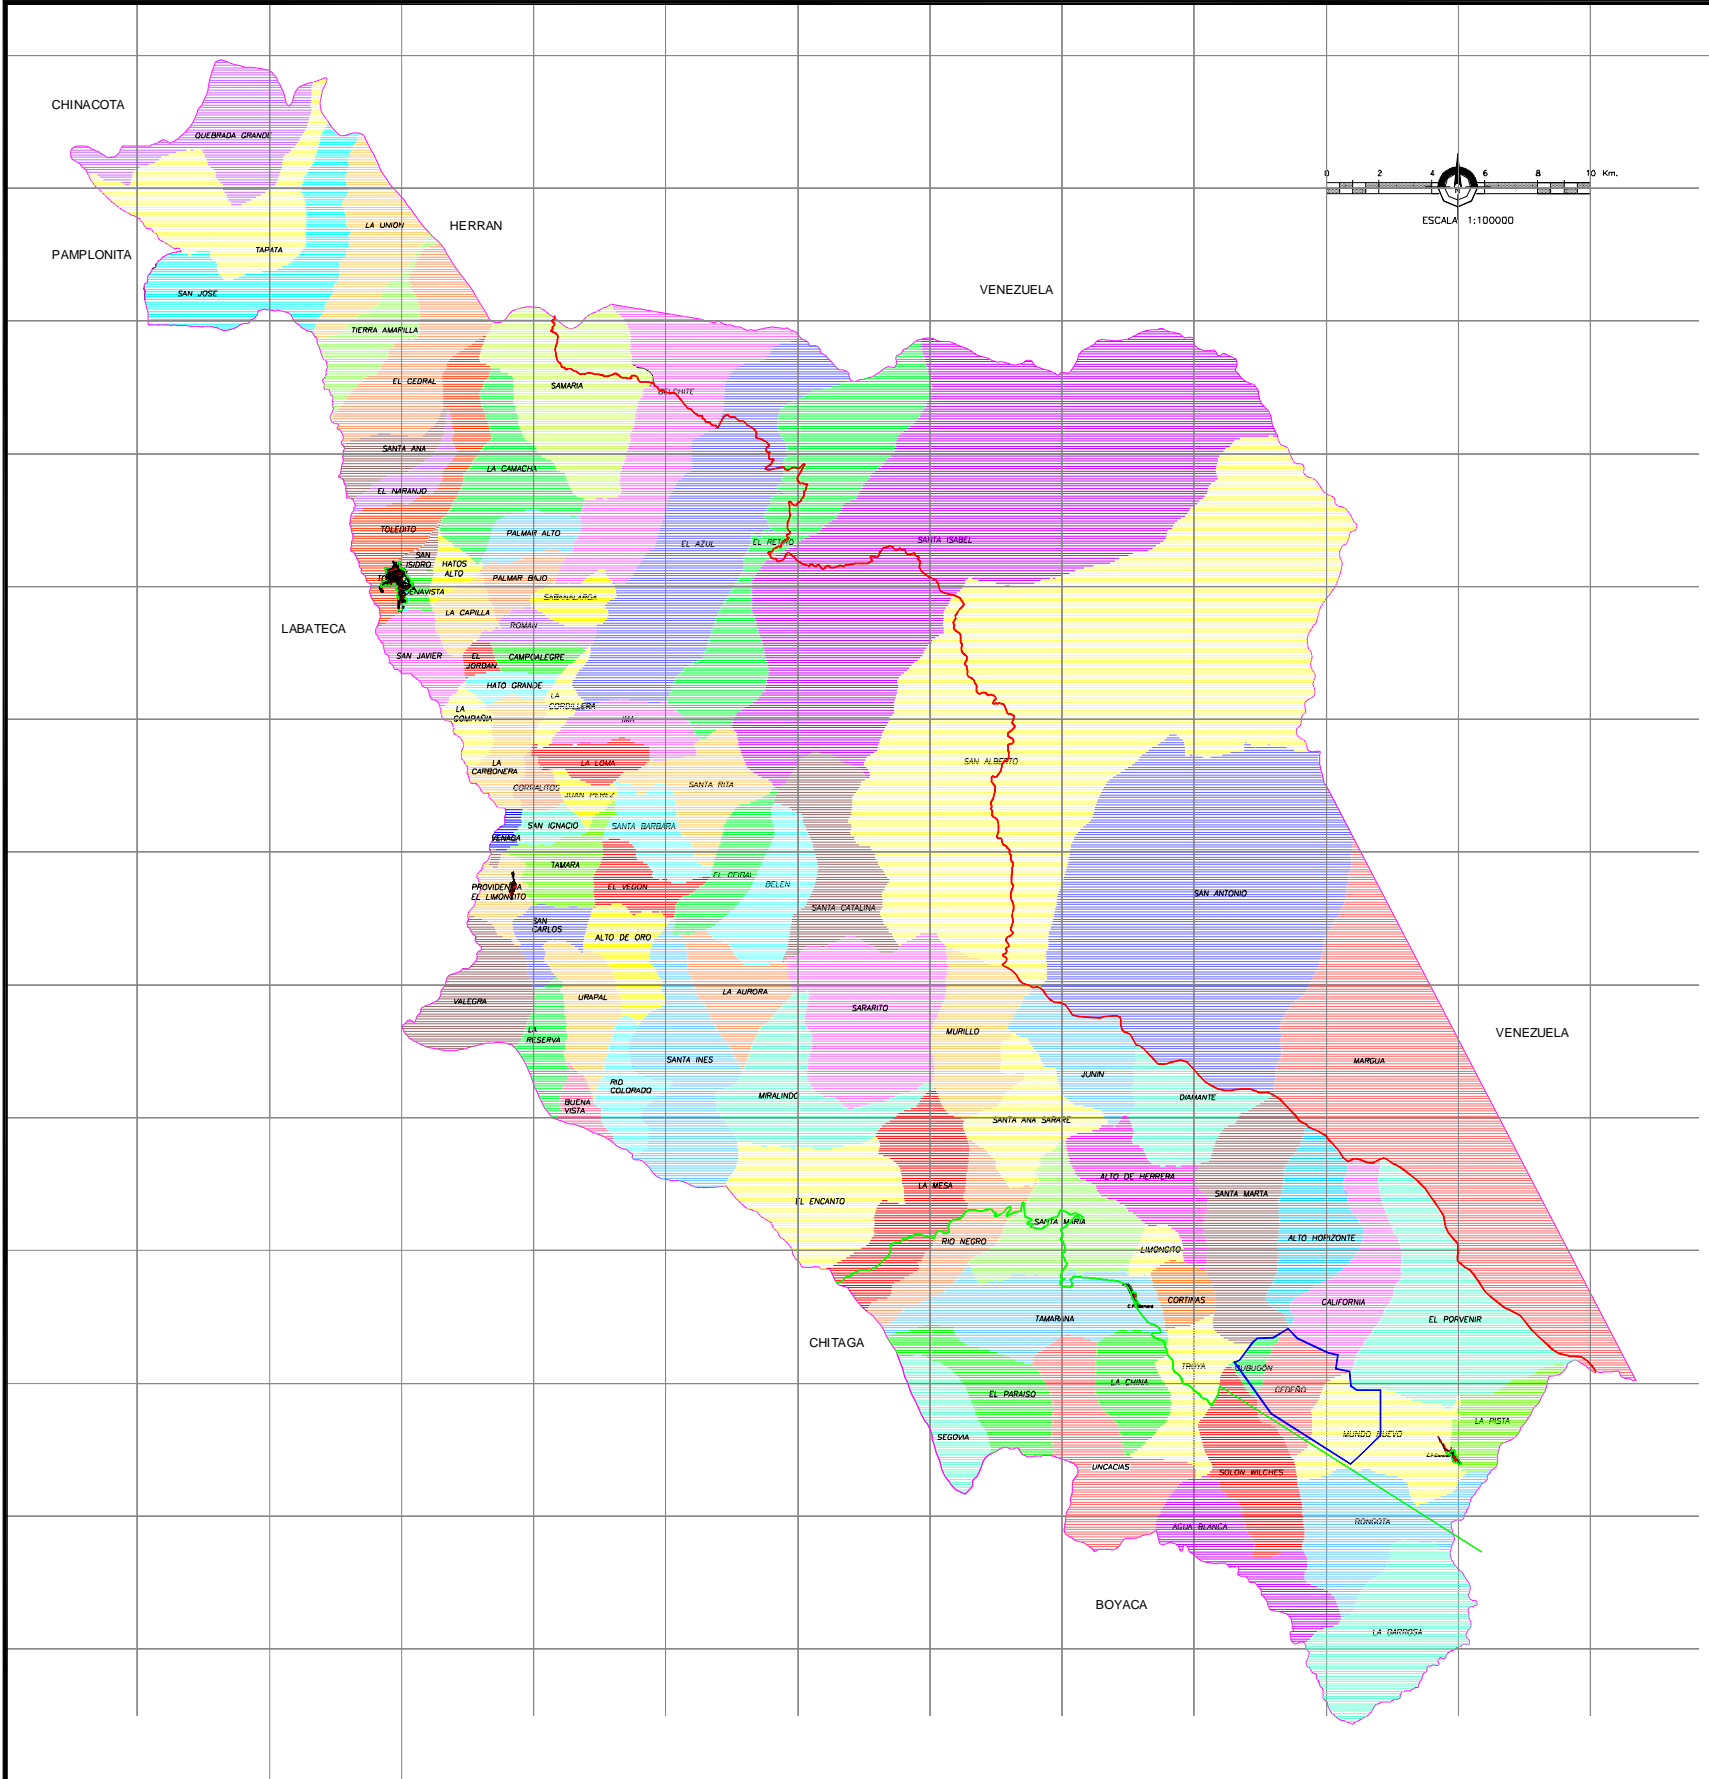 CHINACOTA
QUEBRADA GRANDE
0 2 4 6 8 10 Km.
N
ESCALA 1:100000
HERRAN
LA UNION
PAMPLONITA
TAPATA
SAN JOSE
VENEZUELA
TIERRA AMARILLA
EL CEDRAL
SAMARIA
BELCHITE
SANTA ANA
LA CAMACHA
EL NARANJO
TOLEDITO
PALMAR ALTO
EL AZUL
EL RETIRO
SANTA ISABEL
SAN
ISIDRO
HATOS
ALTO
PALMAR BAJO
ENAVISTA
SABANALARGA
LA CAPILLA
ROMAN
LABATECA
SAN JAVIER
EL
JORDAN
CAMPOALEGRE
HATO GRANDE
LA
CORDILLERA
LA
COMPAÑIA
IMA
LA
CARBONERA
LA LOMA
SAN ALBERTO
CORRALITOS
JUAN PEREZ
SANTA RITA
SAN IGNACIO
SANTA BARBARA
VENAGA
TAMARA
EL CEIBAL
BELEN
PROVIDENCIA
EL LIMONCITO
EL VEGON
SAN ANTONIO
SANTA CATALINA
SAN
CARLOS
ALTO DE ORO
VALEGRA
URAPAL
LA AURORA
SARARITO
LA
RESERVA
MURILLO
VENEZUELA
SANTA INES
MARGUA
JUNIN
RIO
COLORADO
MIRALINDO
DIAMANTE
BUENA
VISTA
SANTA ANA SARARE
ALTO DE HERRERA
LA MESA
SANTA MARTA
EL ENCANTO
SANTA MARIA
RIO NEGRO
LIMONCITO
ALTO HORIZONTE
CORTINAS
CALIFORNIA
TAMARANA
EL PORVENIR
CHITAGA
TROYA
BUBUGON
LA CHINA
CEDEÑO
EL PARAISO
LA PISTA
SEGOVIA
MUNDO NUEVO
UNCACIAS
SOLON WILCHES
AGUA BLANCA
BONGOTA
BOYACA
LA BARROSA